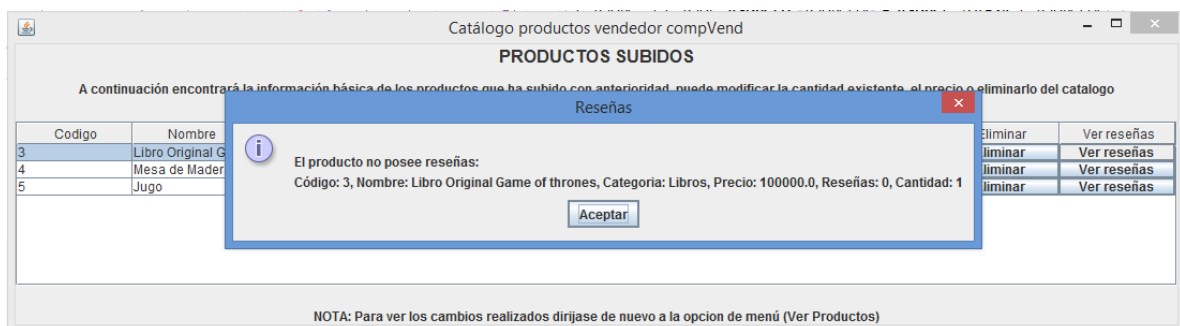 Catálogo productos vendedor compVend
PRODUCTOS SUBIDOS
A continuación encontrará la información básica de los productos que ha subido con anterioridad, puede modificar la cantidad existente, el precio o eliminarlo del catalogo
Reseñas
Codigo Nombre Eliminar Ver reseñas
3 Libro Original G liminar Ver reseñas
4 Mesa de Mader liminar Ver reseñas
5 Jugo liminar Ver reseñas
El producto no posee reseñas:
Código: 3, Nombre: Libro Original Game of thrones, Categoria: Libros, Precio: 100000.0, Reseñas: 0, Cantidad: 1
Aceptar
NOTA: Para ver los cambios realizados dirijase de nuevo a la opcion de menú (Ver Productos)